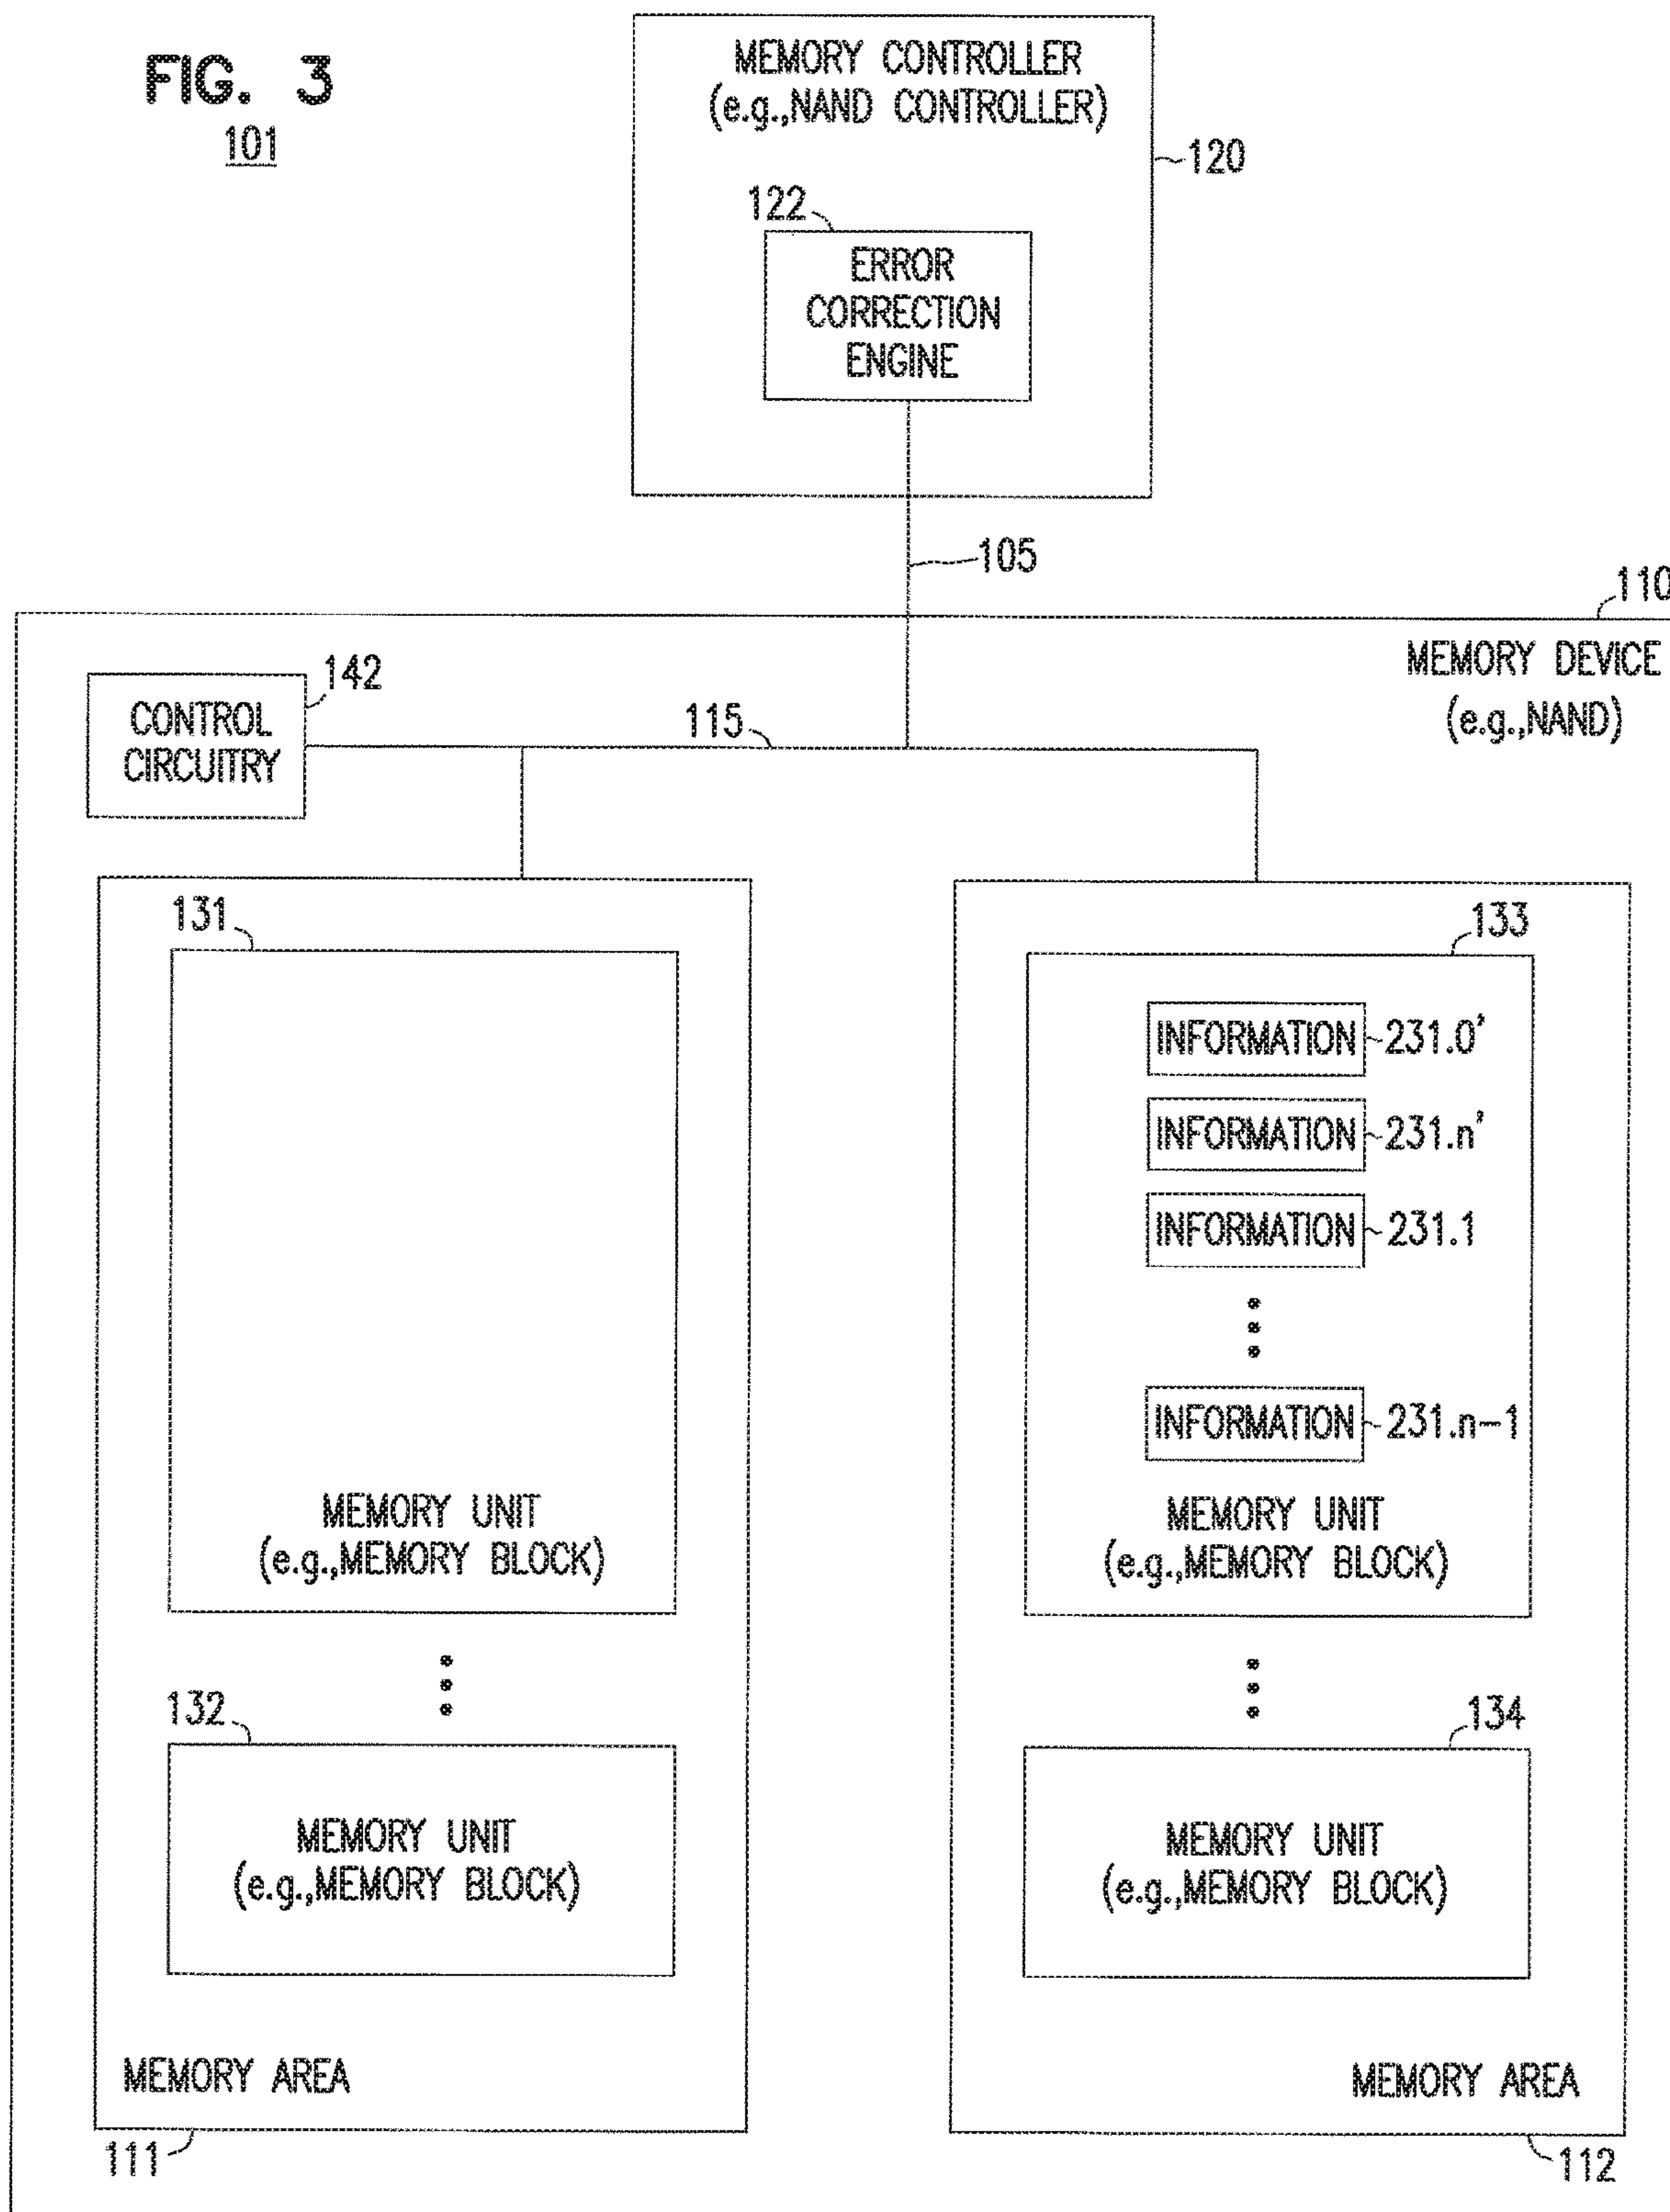 FIG. 3
101
MEMORY CONTROLLER
(e.g.,NAND CONTROLLER)
120
122
ERROR
CORRECTION
ENGINE
105
110
MEMORY DEVICE
(e.g.,NAND)
142
CONTROL
CIRCUITRY
115
131
MEMORY UNIT
(e.g.,MEMORY BLOCK)
132
MEMORY UNIT
(e.g.,MEMORY BLOCK)
MEMORY AREA
111
133
INFORMATION 231.0'
INFORMATION 231.n'
INFORMATION 231.1
INFORMATION 231.n-1
MEMORY UNIT
(e.g.,MEMORY BLOCK)
134
MEMORY UNIT
(e.g.,MEMORY BLOCK)
MEMORY AREA
112